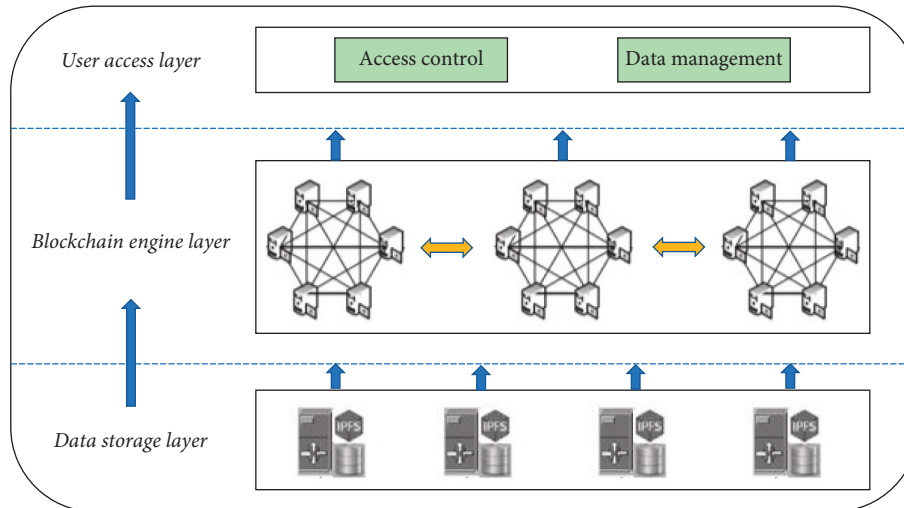 User access layer
Access control
Data management
Blockchain engine layer
Data storage layer
IPFS
IPFS
IPFS
IPFS